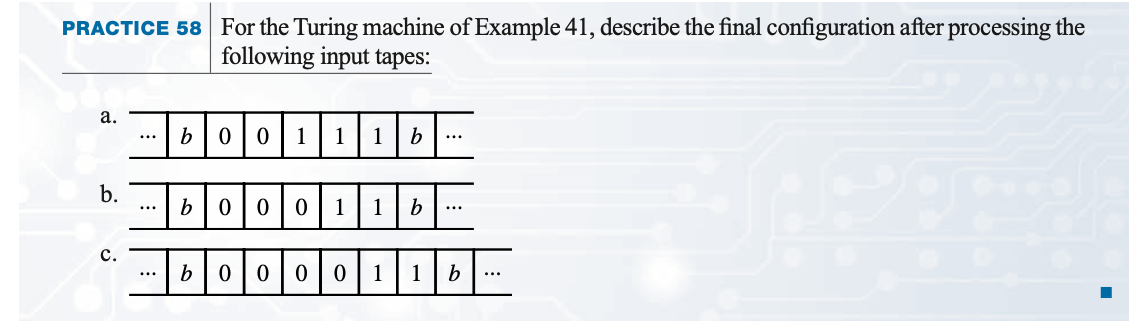 PRACTICE 58 For the Turing machine of Example 41, describe the final configuration after processing the
following input tapes:
a. ... b 0 0 1 1 1 b ...
b. ... b 0 0 0 1 1 b ...
c. ... b 0 0 0 0 1 1 b ...